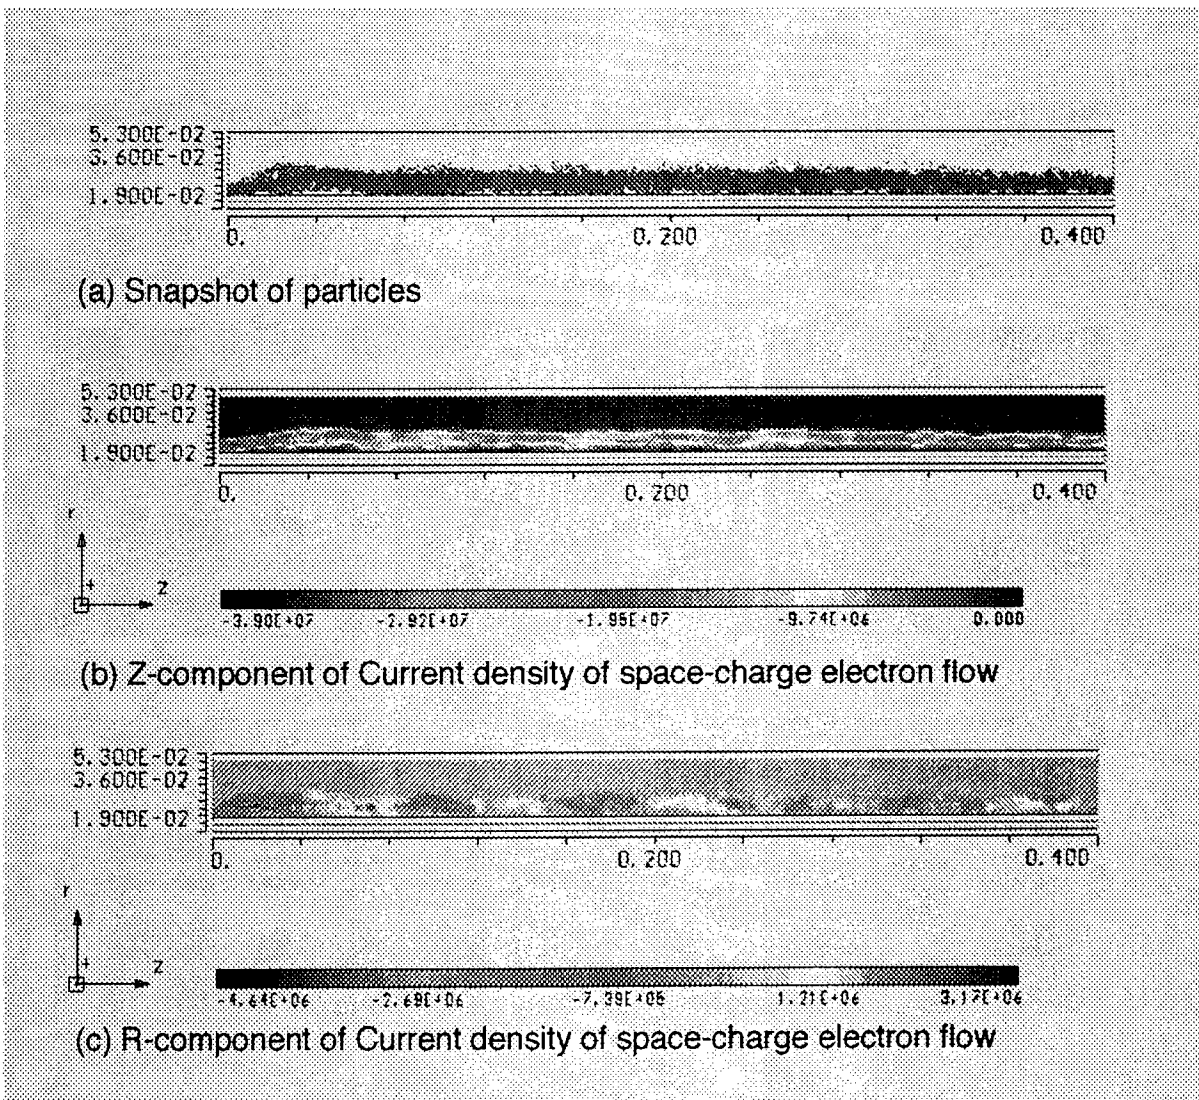 5.300E-02
3.600E-02
1.900E-02
0. 0.200 0.400
(a) Snapshot of particles
5.300E-02
3.600E-02
1.900E-02
0. 0.200 0.400
r
+ Z
-3.90E+07 -2.92E+07 -1.95E+07 -9.74E+06 0.000
(b) Z-component of Current density of space-charge electron flow
5.300E-02
3.600E-02
1.900E-02
0. 0.200 0.400
r
+ Z
-4.64E+06 -2.69E+06 -7.39E+05 1.21E+06 3.17E+06
(c) R-component of Current density of space-charge electron flow